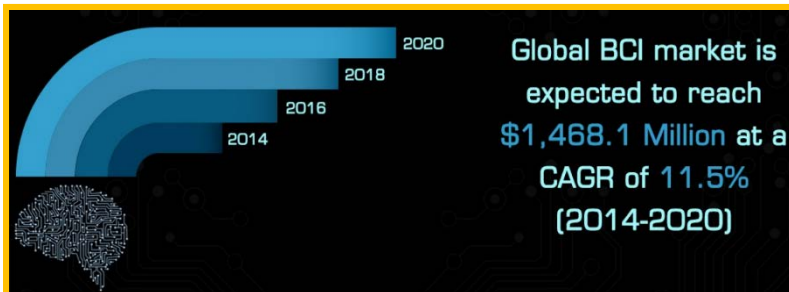 2020
2018
2016
2014
Global BCI market is
expected to reach
$1,468.1 Million at a
CAGR of 11.5%
(2014-2020)